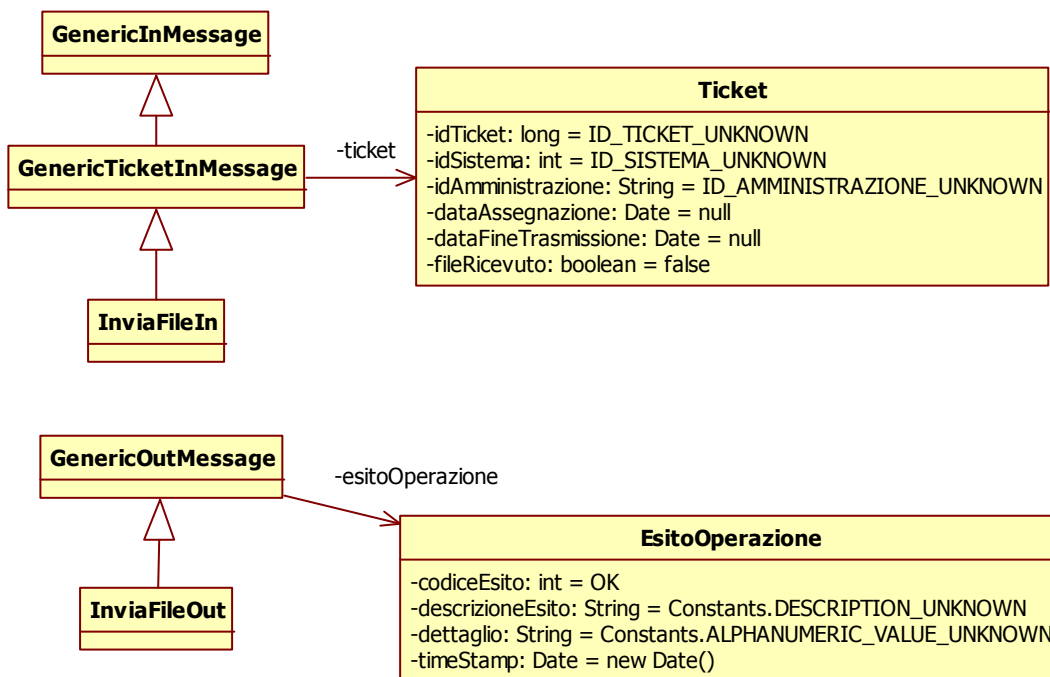 GenericInMessage
Ticket
-idTicket: long = ID_TICKET_UNKNOWN
-idSistema: int = ID_SISTEMA_UNKNOWN
-idAmministrazione: String = ID_AMMINISTRAZIONE_UNKNOWN
-dataAssegnazione: Date = null
-dataFineTrasmissione: Date = null
-fileRicevuto: boolean = false
-ticket
GenericTicketInMessage
InviaFileIn
GenericOutMessage
-esitoOperazione
EsitoOperazione
-codiceEsito: int = OK
-descrizioneEsito: String = Constants.DESCRIPTION_UNKNOWN
-dettaglio: String = Constants.ALPHANUMERIC_VALUE_UNKNOWN
-timeStamp: Date = new Date()
InviaFileOut